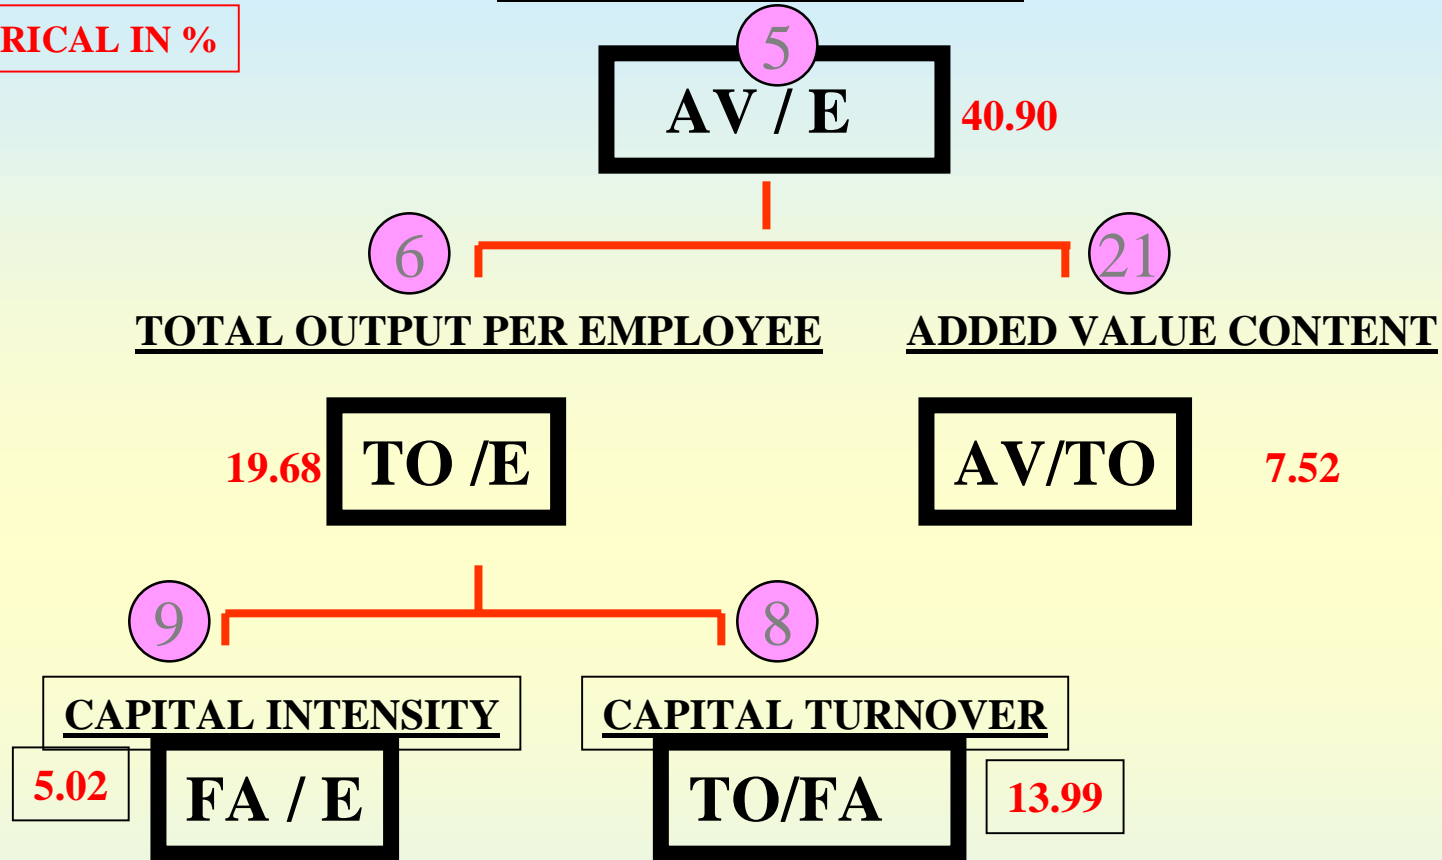 RICAL IN %
5
AV / E
40.90
6
21
TOTAL OUTPUT PER EMPLOYEE
ADDED VALUE CONTENT
19.68
TO /E
AV/TO
7.52
9
8
CAPITAL INTENSITY
CAPITAL TURNOVER
5.02
FA / E
TO/FA
13.99